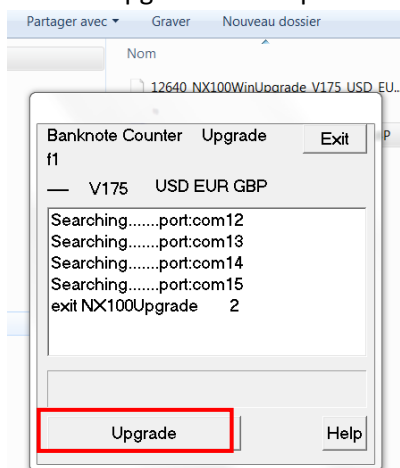 Partager avec Graver Nouveau dossier
Nom
12640_NX100WinUpgrade_V175_USD_EU...
Banknote Counter Upgrade Exit P
f1
— V175 USD EUR GBP
Searching.......port:com12
Searching.......port:com13
Searching.......port:com14
Searching.......port:com15
exit NX100Upgrade 2
Upgrade Help